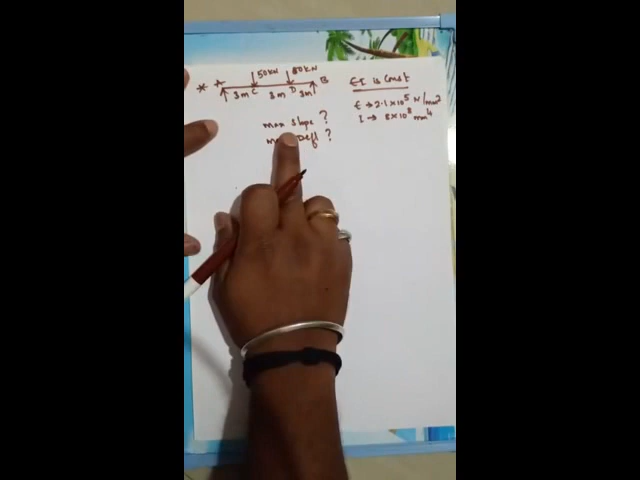 50KN 80KN
* A B
3m C 3m D 3m
max slope ?
Defl ?
EI is const
E → 2.1 × 10⁵ N/mm²
I → 8×10⁸ mm⁴